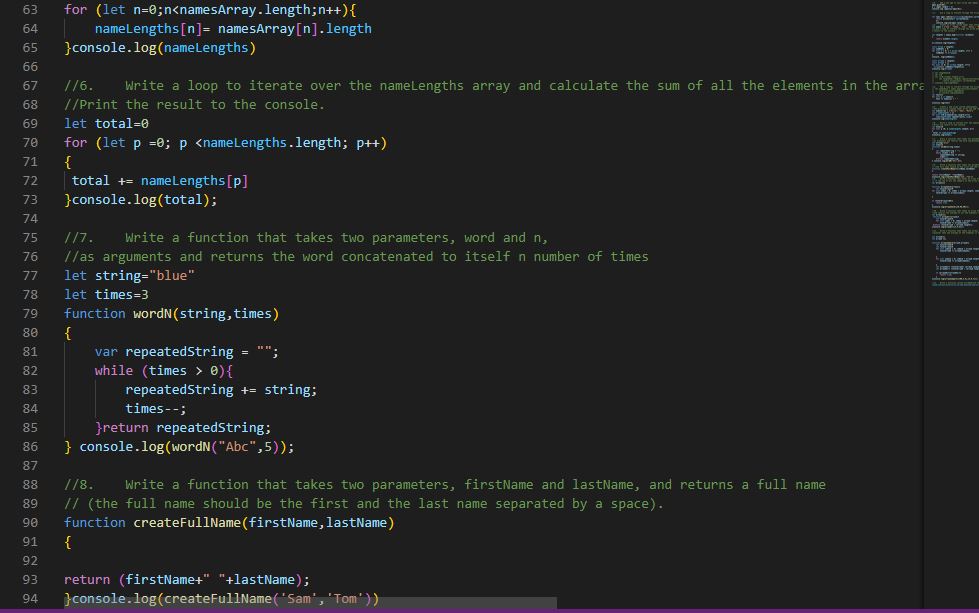 63 for (let n=0;n<namesArray.length;n++){
64     nameLengths[n]= namesArray[n].length
65 }console.log(nameLengths)
66
67 //6.    Write a loop to iterate over the nameLengths array and calculate the sum of all the elements in the arra
68 //Print the result to the console.
69 let total=0
70 for (let p =0; p <nameLengths.length; p++)
71 {
72  total += nameLengths[p]
73 }console.log(total);
74
75 //7.    Write a function that takes two parameters, word and n,
76 //as arguments and returns the word concatenated to itself n number of times
77 let string="blue"
78 let times=3
79 function wordN(string,times)
80 {
81     var repeatedString = "";
82     while (times > 0){
83         repeatedString += string;
84         times--;
85     }return repeatedString;
86 } console.log(wordN("Abc",5));
87
88 //8.    Write a function that takes two parameters, firstName and lastName, and returns a full name
89 // (the full name should be the first and the last name separated by a space).
90 function createFullName(firstName,lastName)
91 {
92
93 return (firstName+" "+lastName);
94 }console.log(createFullName('Sam','Tom'))